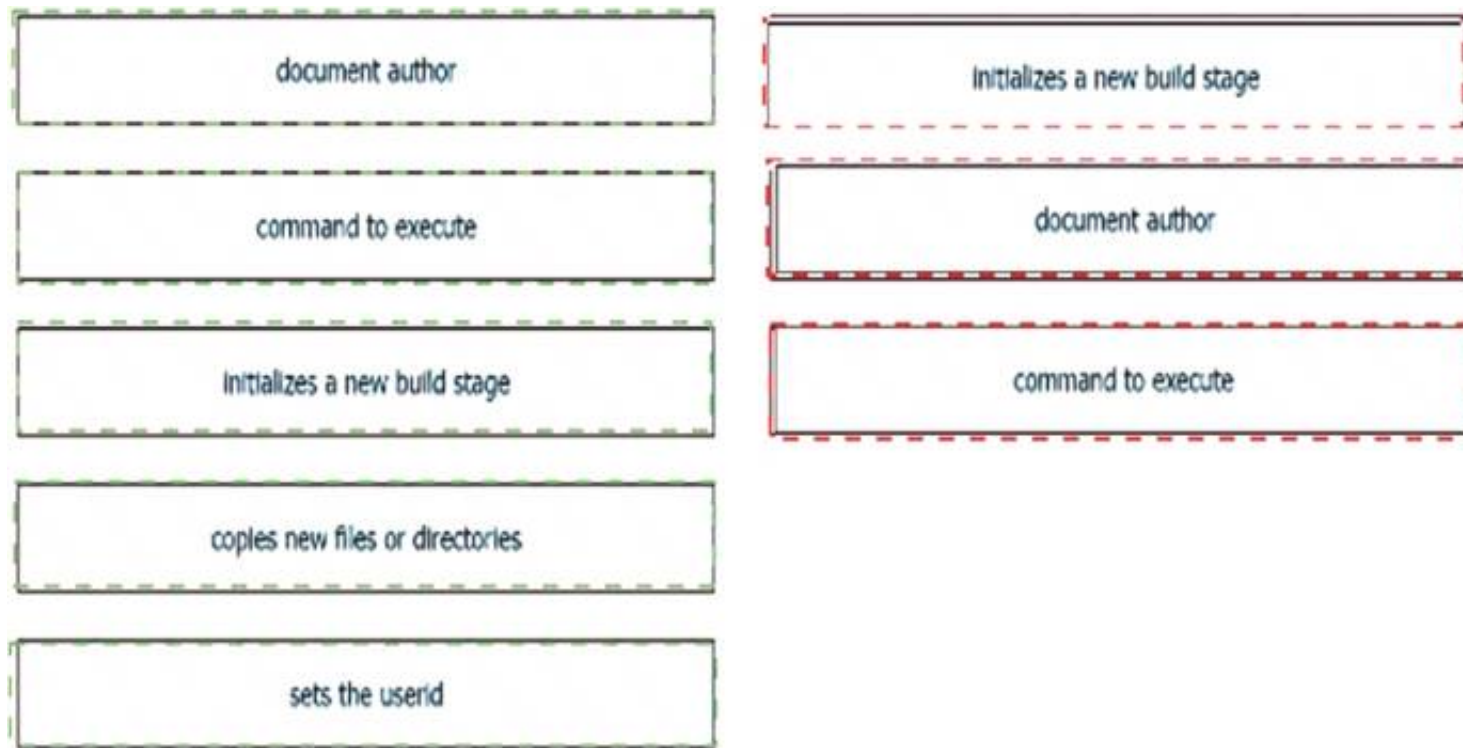 document author
command to execute
initializes a new build stage
copies new files or directories
sets the userid
initializes a new build stage
document author
command to execute